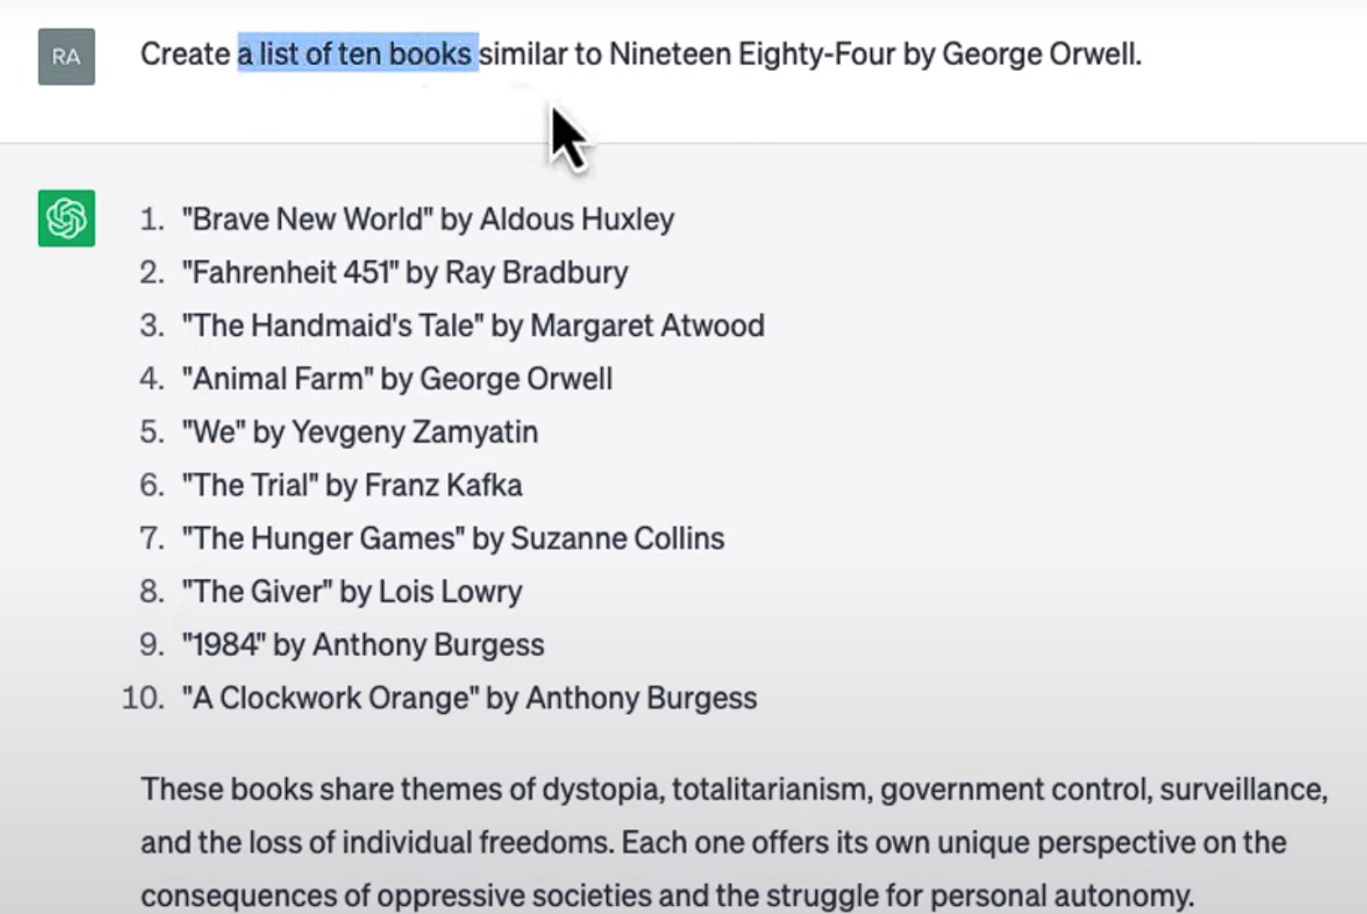 RA
Create a list of ten books similar to Nineteen Eighty-Four by George Orwell.
1. "Brave New World" by Aldous Huxley
2. "Fahrenheit 451" by Ray Bradbury
3. "The Handmaid's Tale" by Margaret Atwood
4. "Animal Farm" by George Orwell
5. "We" by Yevgeny Zamyatin
6. "The Trial" by Franz Kafka
7. "The Hunger Games" by Suzanne Collins
8. "The Giver" by Lois Lowry
9. "1984" by Anthony Burgess
10. "A Clockwork Orange" by Anthony Burgess
These books share themes of dystopia, totalitarianism, government control, surveillance,
and the loss of individual freedoms. Each one offers its own unique perspective on the
consequences of oppressive societies and the struggle for personal autonomy.